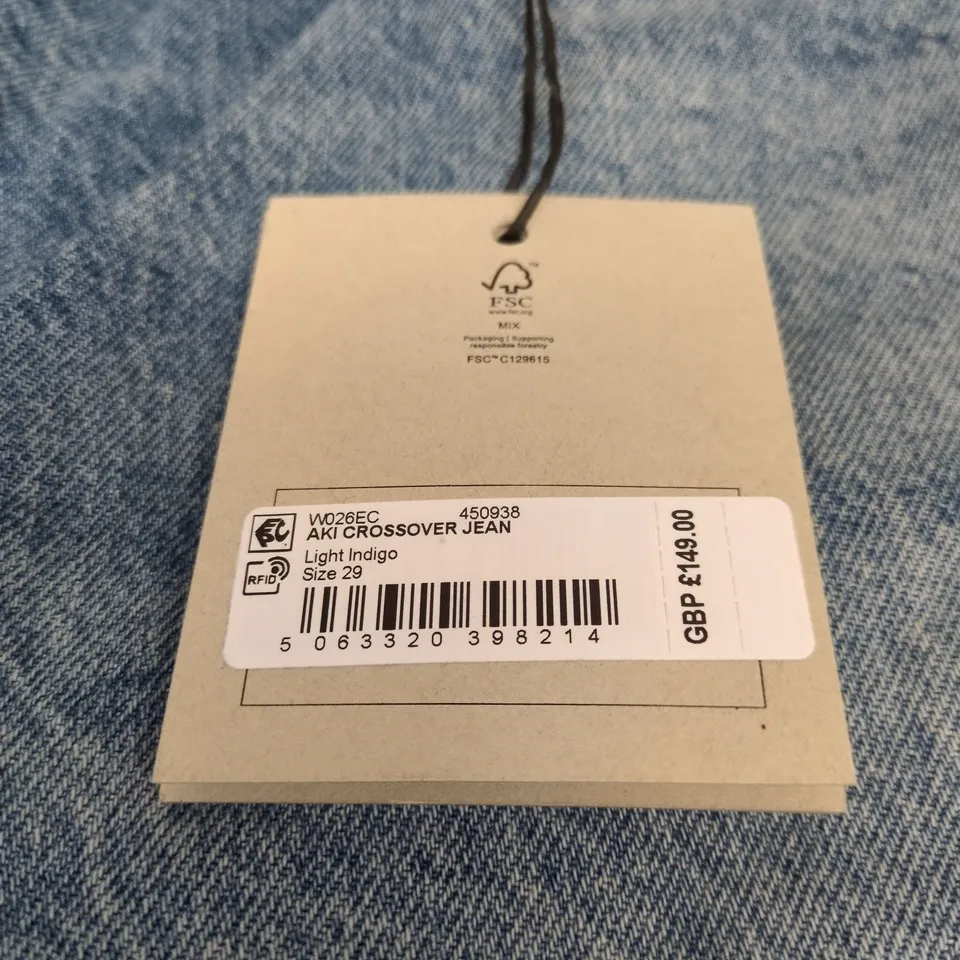 FSC
www.fsc.org
MIX
Packaging | Supporting
responsible forestry
FSC™ C129615
W026EC 450938
AKI CROSSOVER JEAN
Light Indigo
Size 29
RFID
5 063320 398214
GBP £149.00